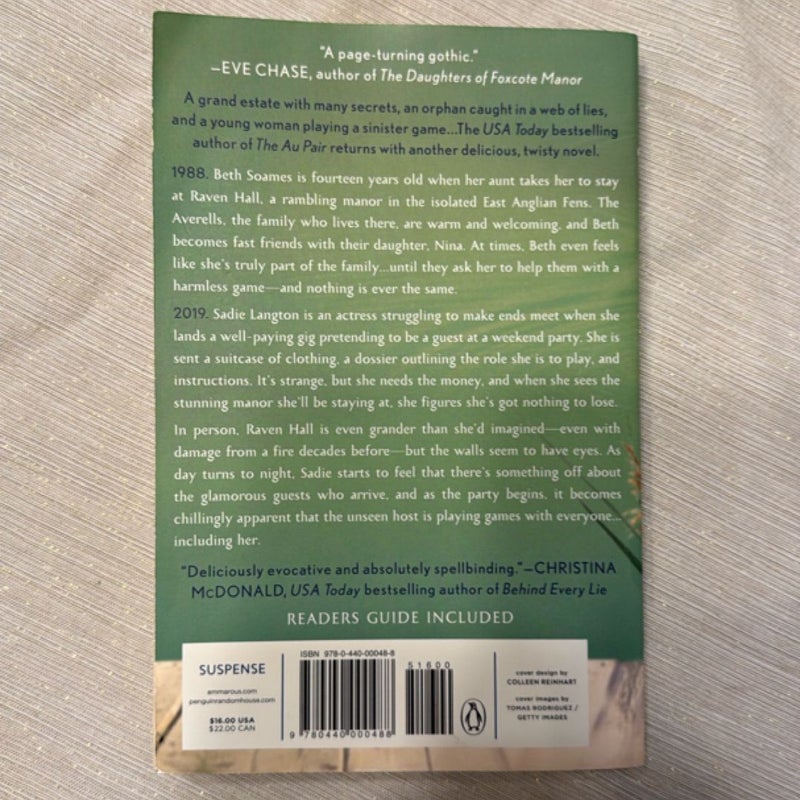 "A page-turning gothic."
—EVE CHASE, author of The Daughters of Foxcote Manor
A grand estate with many secrets, an orphan caught in a web of lies,
and a young woman playing a sinister game...The USA Today bestselling
author of The Au Pair returns with another delicious, twisty novel.
1988. Beth Soames is fourteen years old when her aunt takes her to stay
at Raven Hall, a rambling manor in the isolated East Anglian Fens. The
Averells, the family who lives there, are warm and welcoming, and Beth
becomes fast friends with their daughter, Nina. At times, Beth even feels
like she's truly part of the family...until they ask her to help them with a
harmless game—and nothing is ever the same.
2019. Sadie Langton is an actress struggling to make ends meet when she
lands a well-paying gig pretending to be a guest at a weekend party. She is
sent a suitcase of clothing, a dossier outlining the role she is to play, and
instructions. It's strange, but she needs the money, and when she sees the
stunning manor she'll be staying at, she figures she's got nothing to lose.
In person, Raven Hall is even grander than she'd imagined—even with
damage from a fire decades before—but the walls seem to have eyes. As
day turns to night, Sadie starts to feel that there's something off about
the glamorous guests who arrive, and as the party begins, it becomes
chillingly apparent that the unseen host is playing games with everyone...
including her.
"Deliciously evocative and absolutely spellbinding."—CHRISTINA
McDONALD, USA Today bestselling author of Behind Every Lie
READERS GUIDE INCLUDED
SUSPENSE
ammarous.com
penguinrandomhouse.com
$16.00 USA
$22.00 CAN
ISBN 978-0-440-00048-8
51600
9 780440 000488
cover design by
COLLEEN REINHART
cover images by
TOMAS RODRIGUEZ /
GETTY IMAGES